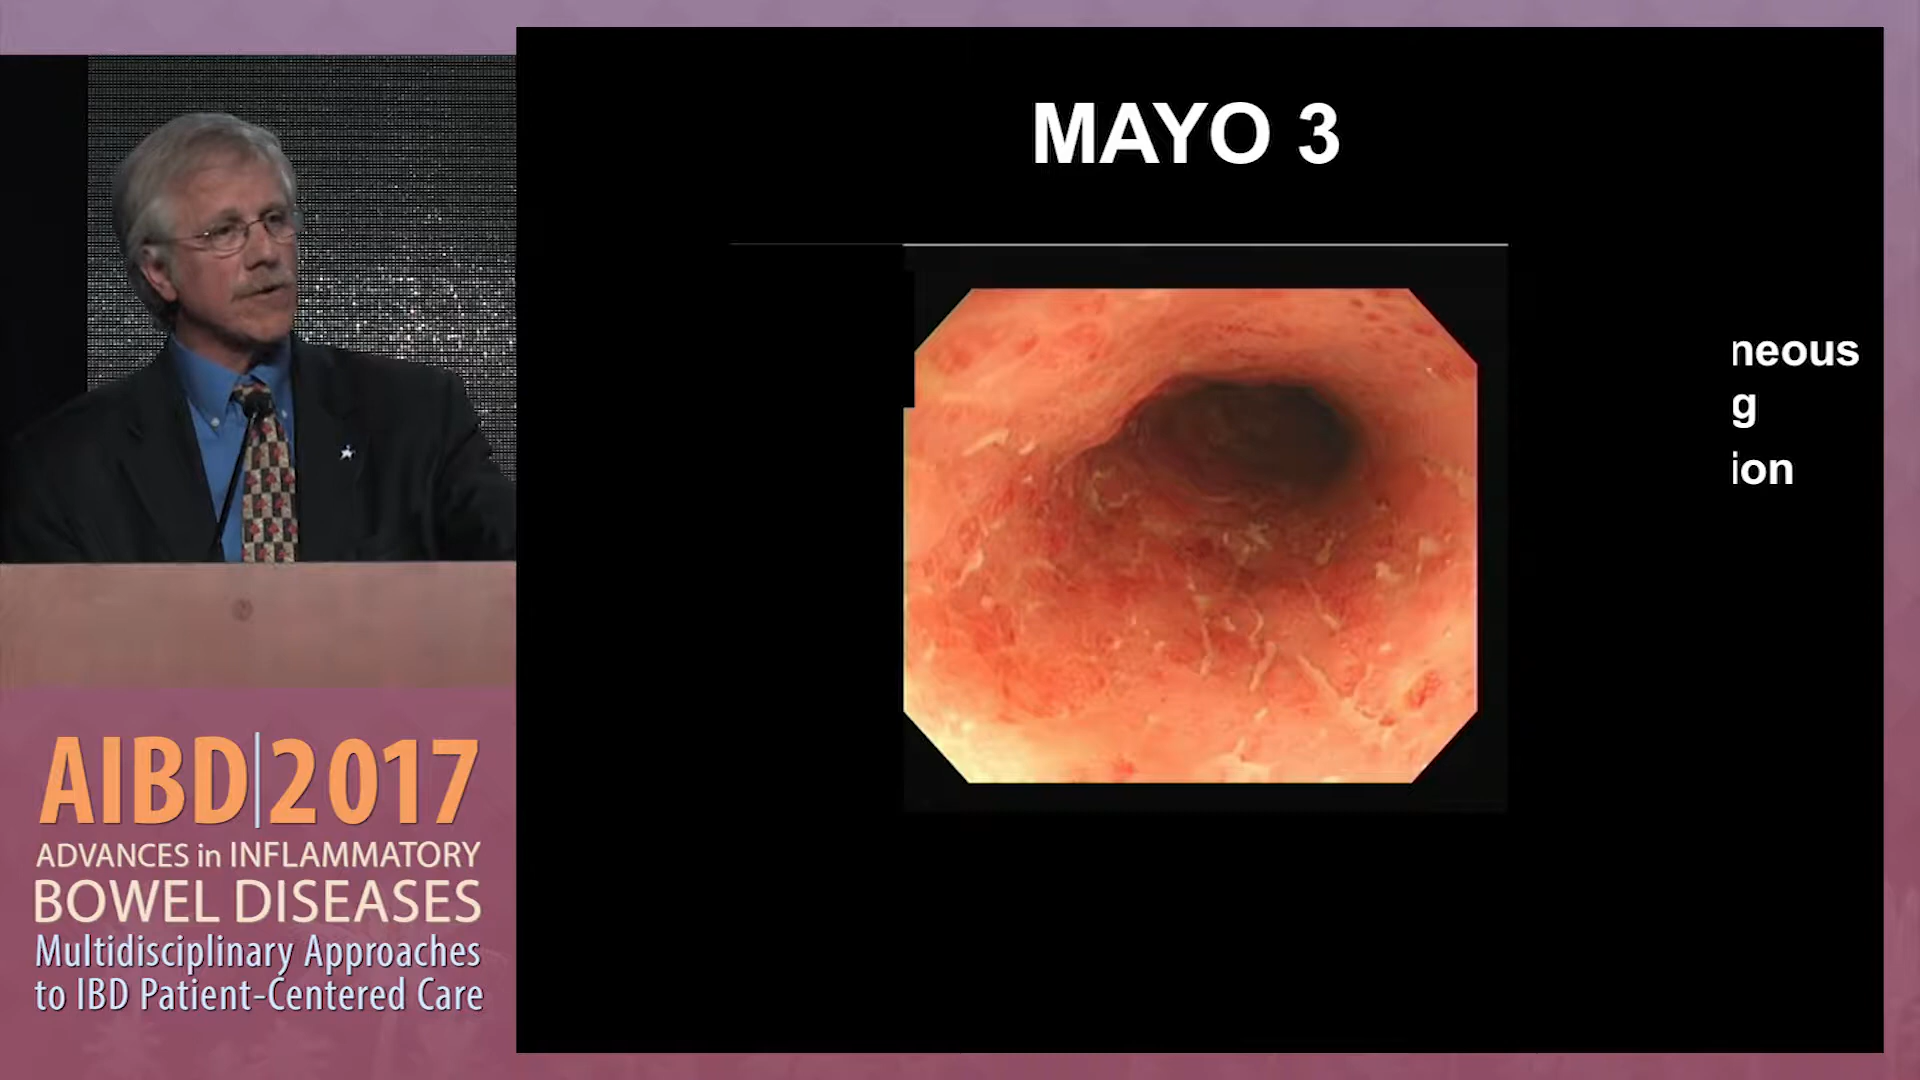 MAYO 3
neous
g
ion
AIBD|2017
ADVANCES in INFLAMMATORY
BOWEL DISEASES
Multidisciplinary Approaches
to IBD Patient-Centered Care